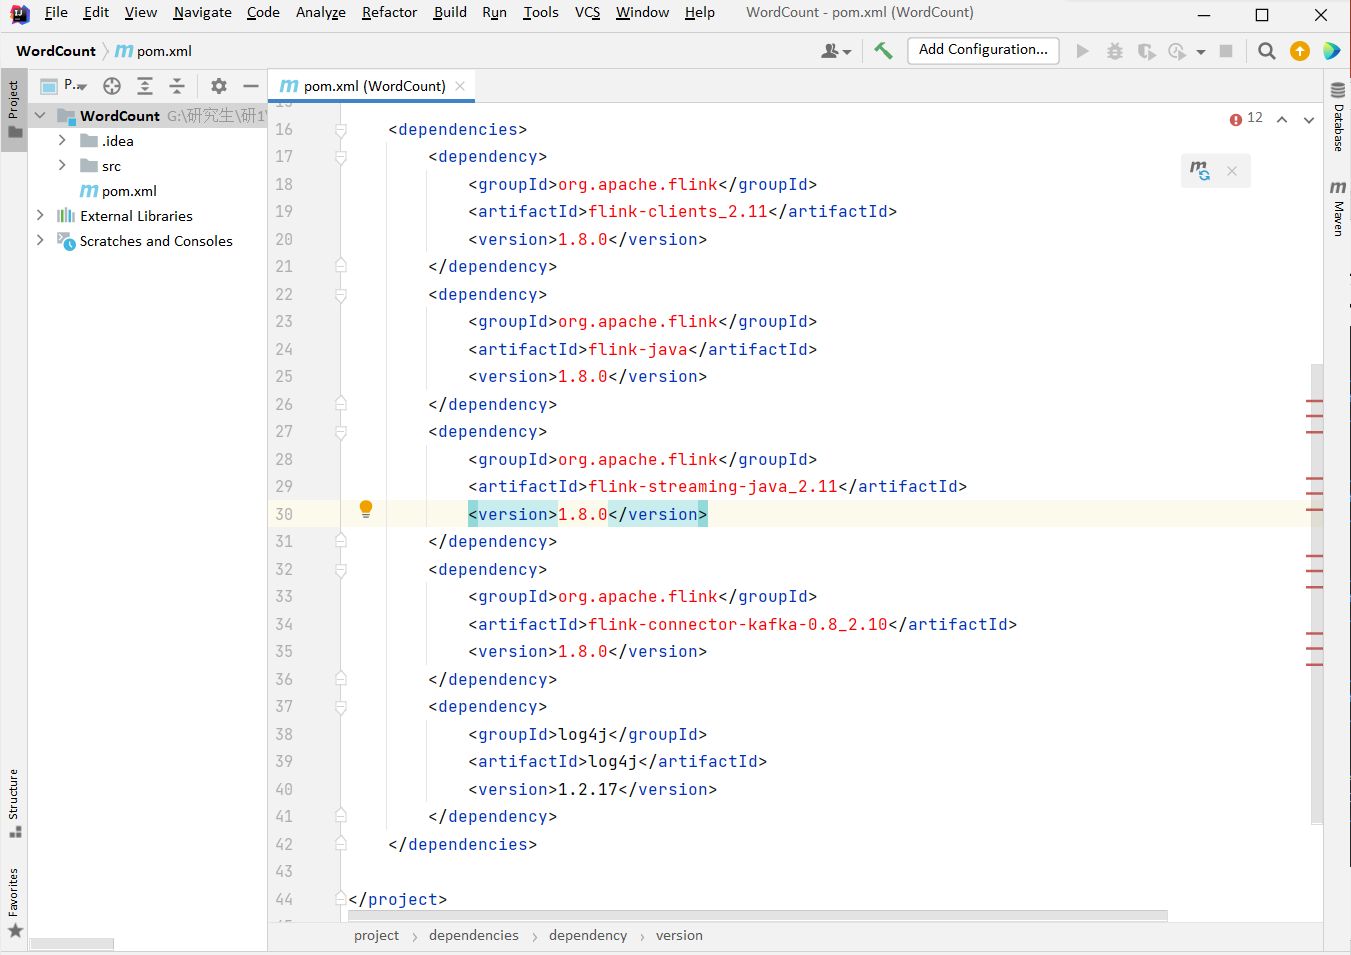 File Edit View Navigate Code Analyze Refactor Build Run Tools VCS Window Help WordCount - pom.xml (WordCount)
WordCount pom.xml Add Configuration...
Project P.. pom.xml (WordCount)
WordCount G:\研究生\研1\
.idea
src
pom.xml
External Libraries
Scratches and Consoles
Structure
Favorites
12
16 <dependencies>
17 <dependency>
18 <groupId>org.apache.flink</groupId>
19 <artifactId>flink-clients_2.11</artifactId>
20 <version>1.8.0</version>
21 </dependency>
22 <dependency>
23 <groupId>org.apache.flink</groupId>
24 <artifactId>flink-java</artifactId>
25 <version>1.8.0</version>
26 </dependency>
27 <dependency>
28 <groupId>org.apache.flink</groupId>
29 <artifactId>flink-streaming-java_2.11</artifactId>
30 <version>1.8.0</version>
31 </dependency>
32 <dependency>
33 <groupId>org.apache.flink</groupId>
34 <artifactId>flink-connector-kafka-0.8_2.10</artifactId>
35 <version>1.8.0</version>
36 </dependency>
37 <dependency>
38 <groupId>log4j</groupId>
39 <artifactId>log4j</artifactId>
40 <version>1.2.17</version>
41 </dependency>
42 </dependencies>
43
44 </project>
project dependencies dependency version
Database
Maven